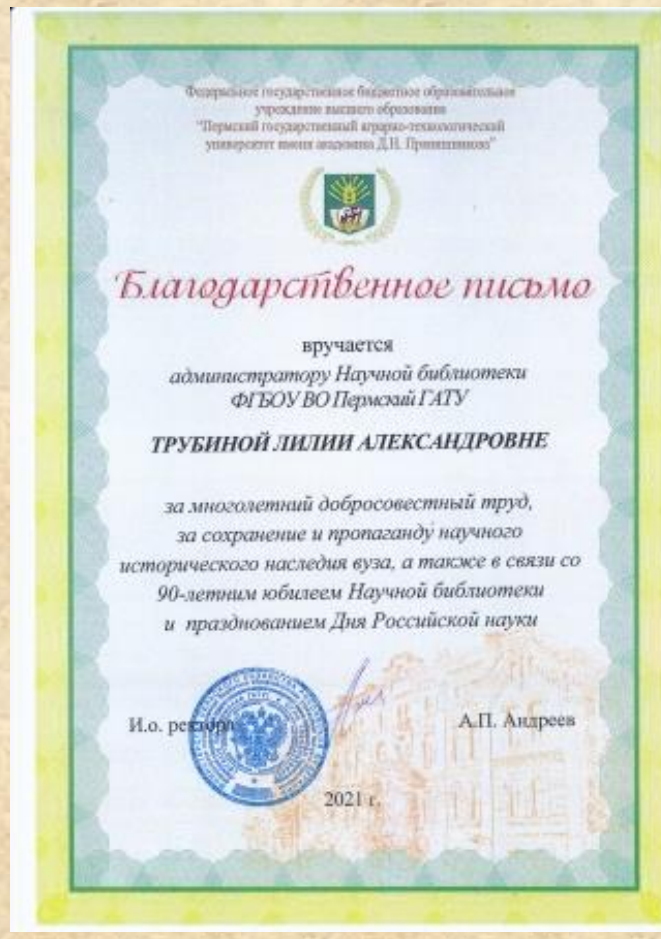 Федеральное государственное бюджетное образовательное
учреждение высшего образования
"Пермский государственный аграрно-технологический
университет имени академика Д.Н. Прянишникова"
Благодарственное письмо
вручается
администратору Научной библиотеки
ФГБОУ ВО Пермский ГАТУ
ТРУБИНОЙ ЛИЛИИ АЛЕКСАНДРОВНЕ
за многолетний добросовестный труд,
за сохранение и пропаганду научного
исторического наследия вуза, а также в связи со
90-летним юбилеем Научной библиотеки
и празднованием Дня Российской науки
И.о. ректора
А.П. Андреев
2021 г.